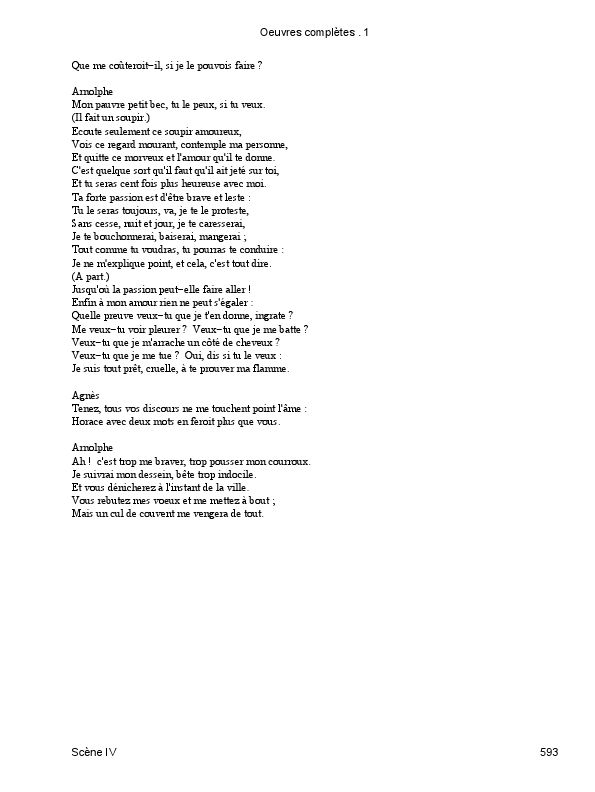 Oeuvres complètes . 1
Que me coûteroit-il, si je le pouvois faire ?
Arnolphe
Mon pauvre petit bec, tu le peux, si tu veux.
(Il fait un soupir.)
Ecoute seulement ce soupir amoureux,
Vois ce regard mourant, contemple ma personne,
Et quitte ce morveux et l'amour qu'il te donne.
C'est quelque sort qu'il faut qu'il ait jeté sur toi,
Et tu seras cent fois plus heureuse avec moi.
Ta forte passion est d'être brave et leste :
Tu le seras toujours, va, je te le proteste,
Sans cesse, nuit et jour, je te caresserai,
Je te bouchonnerai, baiserai, mangerai ;
Tout comme tu voudras, tu pourras te conduire :
Je ne m'explique point, et cela, c'est tout dire.
(A part.)
Jusqu'où la passion peut-elle faire aller !
Enfin à mon amour rien ne peut s'égaler :
Quelle preuve veux-tu que je t'en donne, ingrate ?
Me veux-tu voir pleurer ? Veux-tu que je me batte ?
Veux-tu que je m'arrache un côté de cheveux ?
Veux-tu que je me tue ? Oui, dis si tu le veux :
Je suis tout prêt, cruelle, à te prouver ma flamme.
Agnès
Tenez, tous vos discours ne me touchent point l'âme :
Horace avec deux mots en feroit plus que vous.
Arnolphe
Ah ! c'est trop me braver, trop pousser mon courroux.
Je suivrai mon dessein, bête trop indocile.
Et vous dénicherez à l'instant de la ville.
Vous rebutez mes voeux et me mettez à bout ;
Mais un cul de couvent me vengera de tout.
Scène IV
593